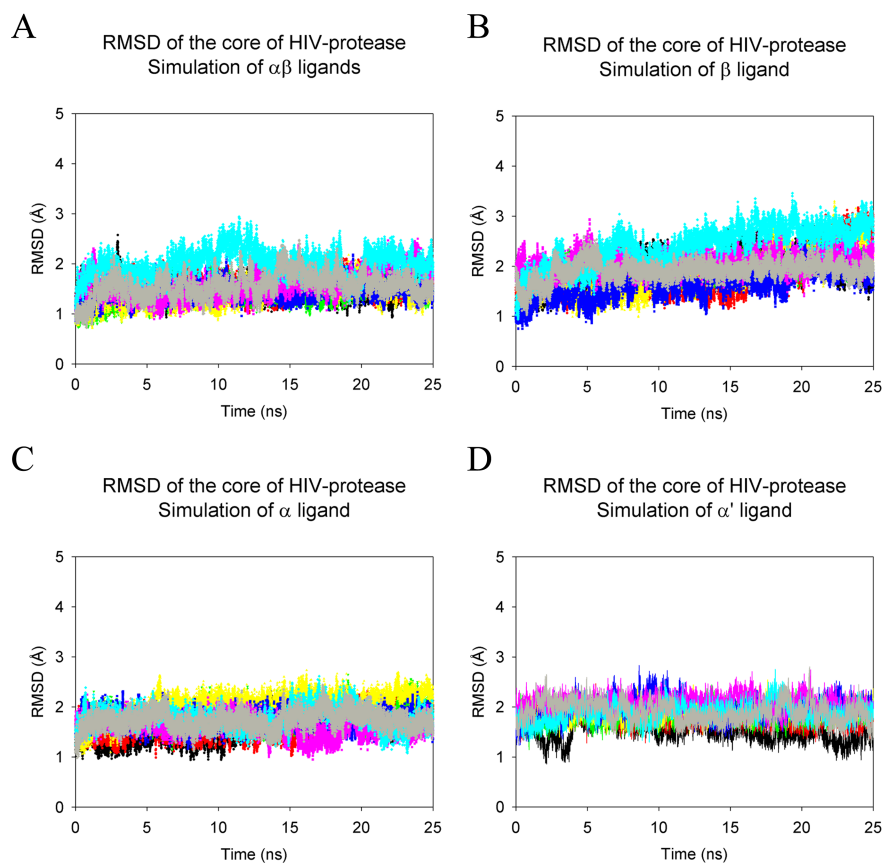 A
RMSD of the core of HIV-protease
Simulation of αβ ligands
5
4
3
2
1
0
RMSD (Å)
0 5 10 15 20 25
Time (ns)
B
RMSD of the core of HIV-protease
Simulation of β ligand
5
4
3
2
1
0
RMSD (Å)
0 5 10 15 20 25
Time (ns)
C
RMSD of the core of HIV-protease
Simulation of α ligand
5
4
3
2
1
0
RMSD (Å)
0 5 10 15 20 25
Time (ns)
D
RMSD of the core of HIV-protease
Simulation of α' ligand
5
4
3
2
1
0
RMSD (Å)
0 5 10 15 20 25
Time (ns)